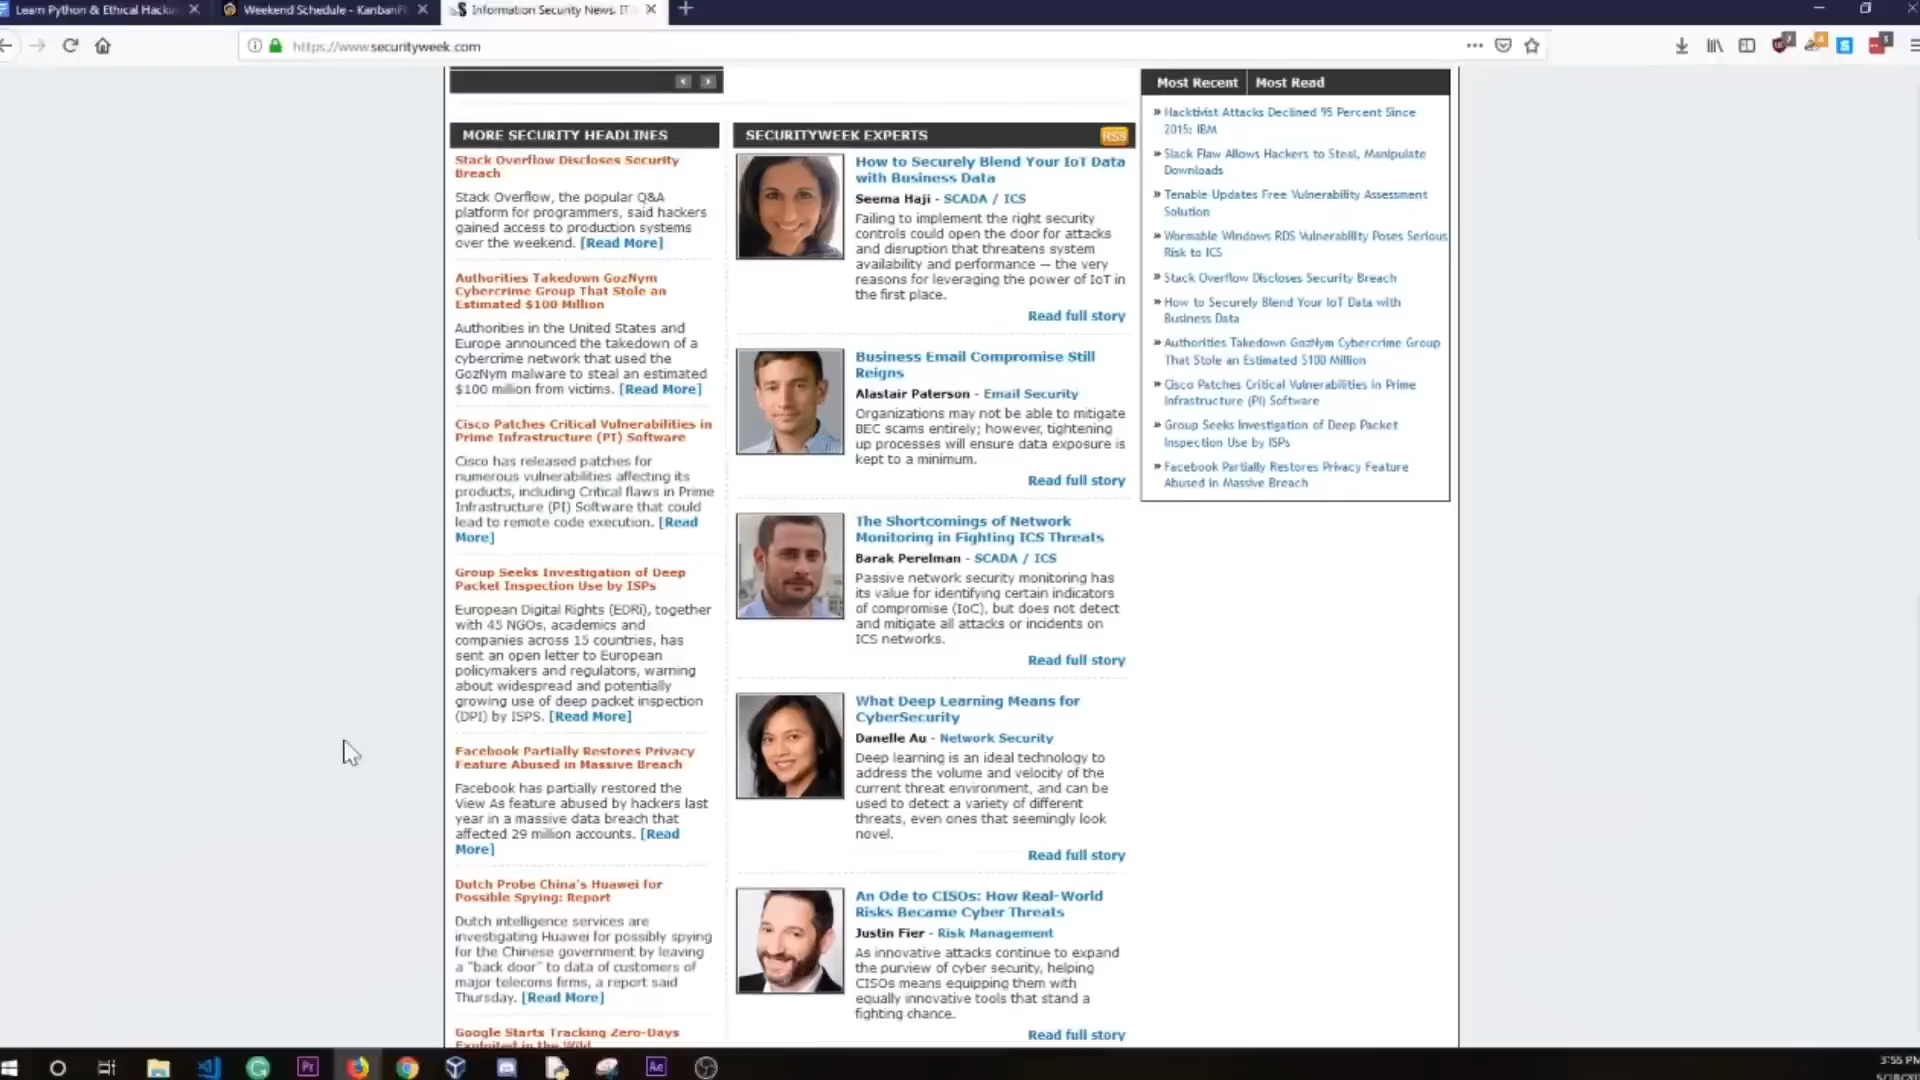 Learn Python & Ethical Hacki
Weekend Schedule - KanbanFl
Information Security News, IT
https://www.securityweek.com
MORE SECURITY HEADLINES
Stack Overflow Discloses Security
Breach
Stack Overflow, the popular Q&A
platform for programmers, said hackers
gained access to production systems
over the weekend. [Read More]
Authorities Takedown GozNym
Cybercrime Group That Stole an
Estimated $100 Million
Authorities in the United States and
Europe announced the takedown of a
cybercrime network that used the
GozNym malware to steal an estimated
$100 million from victims. [Read More]
Cisco Patches Critical Vulnerabilities in
Prime Infrastructure (PI) Software
Cisco has released patches for
numerous vulnerabilities affecting its
products, including Critical flaws in Prime
Infrastructure (PI) Software that could
lead to remote code execution. [Read
More]
Group Seeks Investigation of Deep
Packet Inspection Use by ISPs
European Digital Rights (EDRi), together
with 45 NGOs, academics and
companies across 15 countries, has
sent an open letter to European
policymakers and regulators, warning
about widespread and potentially
growing use of deep packet inspection
(DPI) by ISPS. [Read More]
Facebook Partially Restores Privacy
Feature Abused in Massive Breach
Facebook has partially restored the
View As feature abused by hackers last
year in a massive data breach that
affected 29 million accounts. [Read
More]
Dutch Probe China's Huawei for
Possible Spying: Report
Dutch intelligence services are
investigating Huawei for possibly spying
for the Chinese government by leaving
a "back door" to data of customers of
major telecoms firms, a report said
Thursday. [Read More]
Google Starts Tracking Zero-Days
Exploited in the Wild
SECURITYWEEK EXPERTS
RSS
How to Securely Blend Your IoT Data
with Business Data
Seema Haji - SCADA / ICS
Failing to implement the right security
controls could open the door for attacks
and disruption that threatens system
availability and performance — the very
reasons for leveraging the power of IoT in
the first place.
Read full story
Business Email Compromise Still
Reigns
Alastair Paterson - Email Security
Organizations may not be able to mitigate
BEC scams entirely; however, tightening
up processes will ensure data exposure is
kept to a minimum.
Read full story
The Shortcomings of Network
Monitoring in Fighting ICS Threats
Barak Perelman - SCADA / ICS
Passive network security monitoring has
its value for identifying certain indicators
of compromise (IoC), but does not detect
and mitigate all attacks or incidents on
ICS networks.
Read full story
What Deep Learning Means for
CyberSecurity
Danelle Au - Network Security
Deep learning is an ideal technology to
address the volume and velocity of the
current threat environment, and can be
used to detect a variety of different
threats, even ones that seemingly look
novel.
Read full story
An Ode to CISOs: How Real-World
Risks Became Cyber Threats
Justin Fier - Risk Management
As innovative attacks continue to expand
the purview of cyber security, helping
CISOs means equipping them with
equally innovative tools that stand a
fighting chance.
Read full story
Most Recent
Most Read
» Hacktivist Attacks Declined 95 Percent Since
2015: IBM
» Slack Flaw Allows Hackers to Steal, Manipulate
Downloads
» Tenable Updates Free Vulnerability Assessment
Solution
» Wormable Windows RDS Vulnerability Poses Serious
Risk to ICS
» Stack Overflow Discloses Security Breach
» How to Securely Blend Your IoT Data with
Business Data
» Authorities Takedown GozNym Cybercrime Group
That Stole an Estimated $100 Million
» Cisco Patches Critical Vulnerabilities in Prime
Infrastructure (PI) Software
» Group Seeks Investigation of Deep Packet
Inspection Use by ISPs
» Facebook Partially Restores Privacy Feature
Abused in Massive Breach
Pr
Ae
3:55 PM